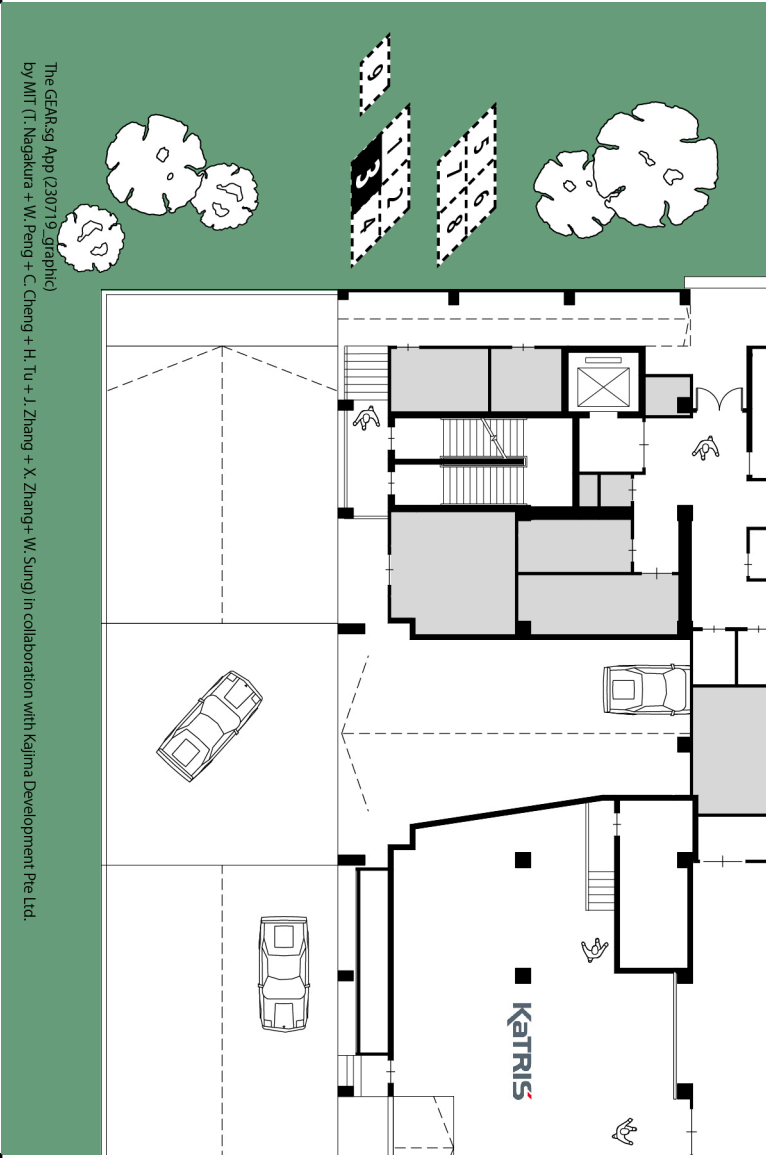 The GEAR.sg App (230719_graphic)
by MIT (T. Nagakura + W. Peng + C. Cheng + H. Tu + J. Zhang + X. Zhang+ W. Sung) in collaboration with Kajima Development Pte Ltd.
9
5 6
7 8
1 2
3 4
KaTRIS